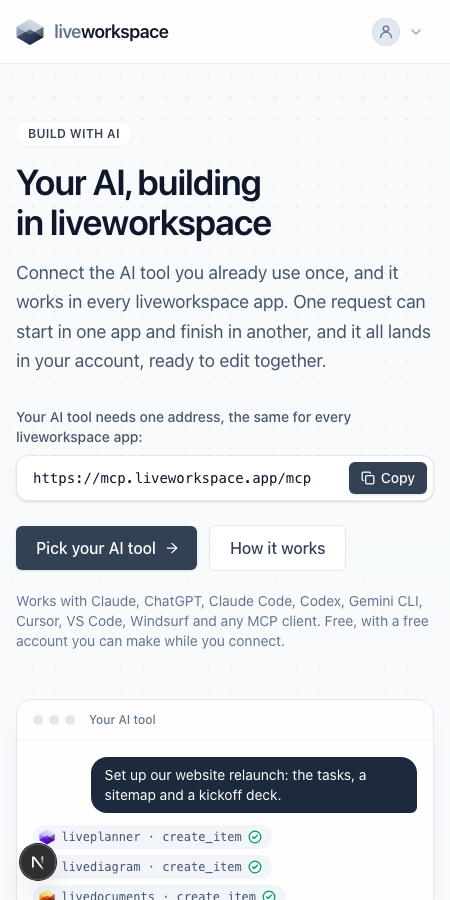 liveworkspace
BUILD WITH AI
Your AI, building
in liveworkspace
Connect the AI tool you already use once, and it
works in every liveworkspace app. One request can
start in one app and finish in another, and it all lands
in your account, ready to edit together.
Your AI tool needs one address, the same for every
liveworkspace app:
https://mcp.liveworkspace.app/mcp
Copy
Pick your AI tool →
How it works
Works with Claude, ChatGPT, Claude Code, Codex, Gemini CLI,
Cursor, VS Code, Windsurf and any MCP client. Free, with a free
account you can make while you connect.
Your AI tool
Set up our website relaunch: the tasks, a
sitemap and a kickoff deck.
liveplanner · create_item
livediagram · create_item
livedocuments · create_item
N